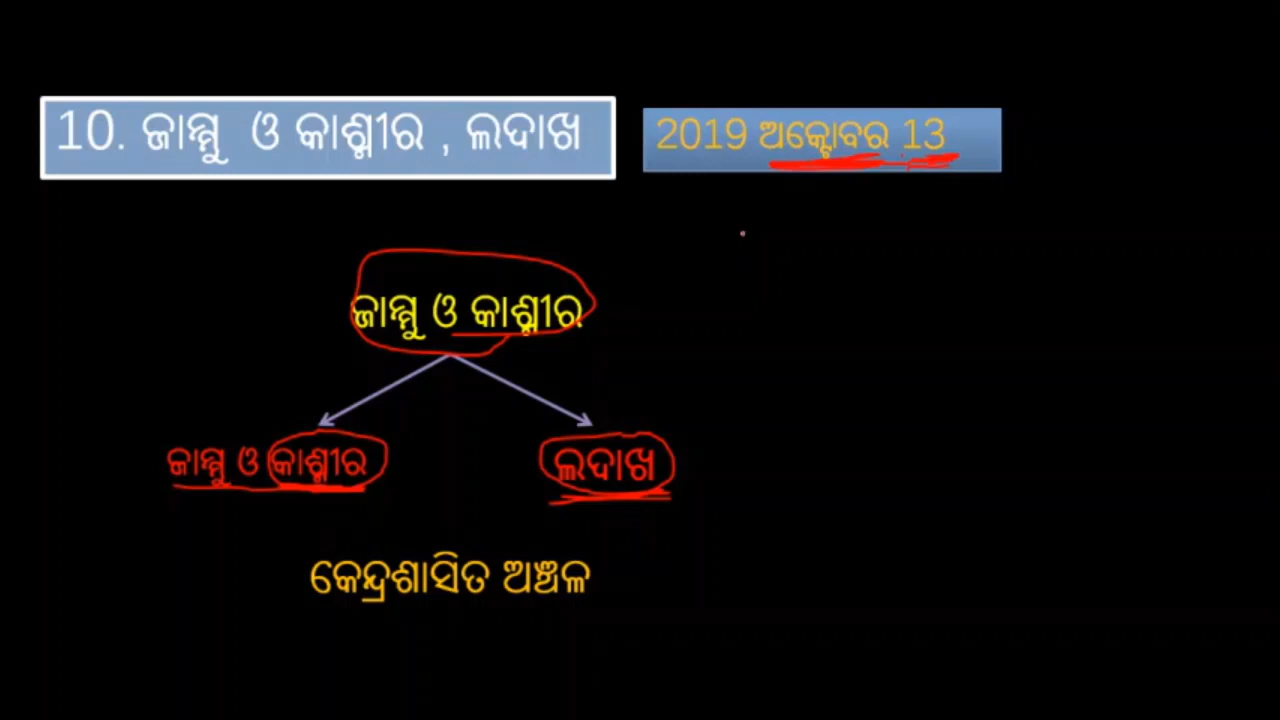 10. ଜାମ୍ମୁ ଓ କାଶ୍ମୀର , ଲଦାଖ
2019 ଅକ୍ଟୋବର 13
ଜାମ୍ମୁ ଓ କାଶ୍ମୀର
ଜାମ୍ମୁ ଓ କାଶ୍ମୀର
ଲଦାଖ
କେନ୍ଦ୍ରଶାସିତ ଅଞ୍ଚଳ